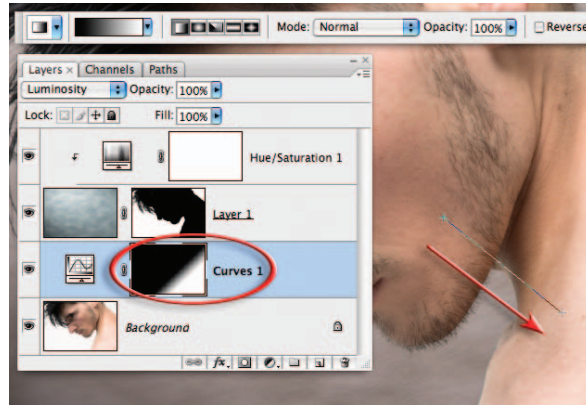 Mode: Normal Opacity: 100% Reverse
Layers × Channels Paths
Luminosity Opacity: 100%
Lock: Fill: 100%
Hue/Saturation 1
Layer 1
Curves 1
Background
fx.